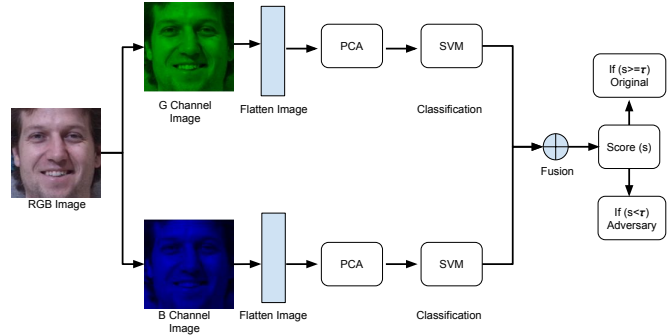 G Channel
Image
Flatten Image
PCA
SVM
Classification
RGB Image
Fusion
If (s>=τ)
Original
Score (s)
If (s<τ)
Adversary
B Channel
Image
Flatten Image
PCA
SVM
Classification